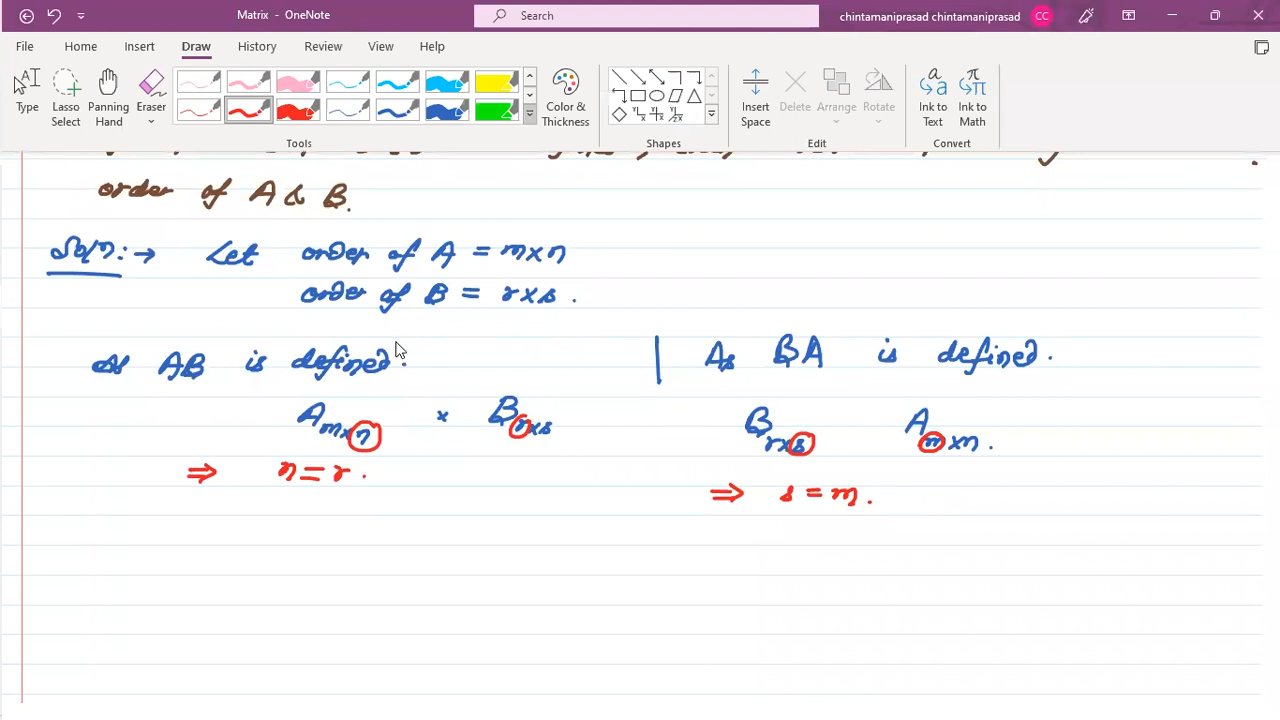 Matrix - OneNote
Search
chintamaniprasad chintamaniprasad CC
File Home Insert Draw History Review View Help
Type
Lasso Select
Panning Hand
Eraser
Color & Thickness
Insert Space
Delete
Arrange
Rotate
Ink to Text
Ink to Math
Tools
Shapes
Edit
Convert
order of A & B.
Solⁿ: → Let order of A = m×n
order of B = r×s.
As AB is defined.
As BA is defined.
A m×n × B r×s
B r×s A m×n.
⇒ n = r.
⇒ s = m.